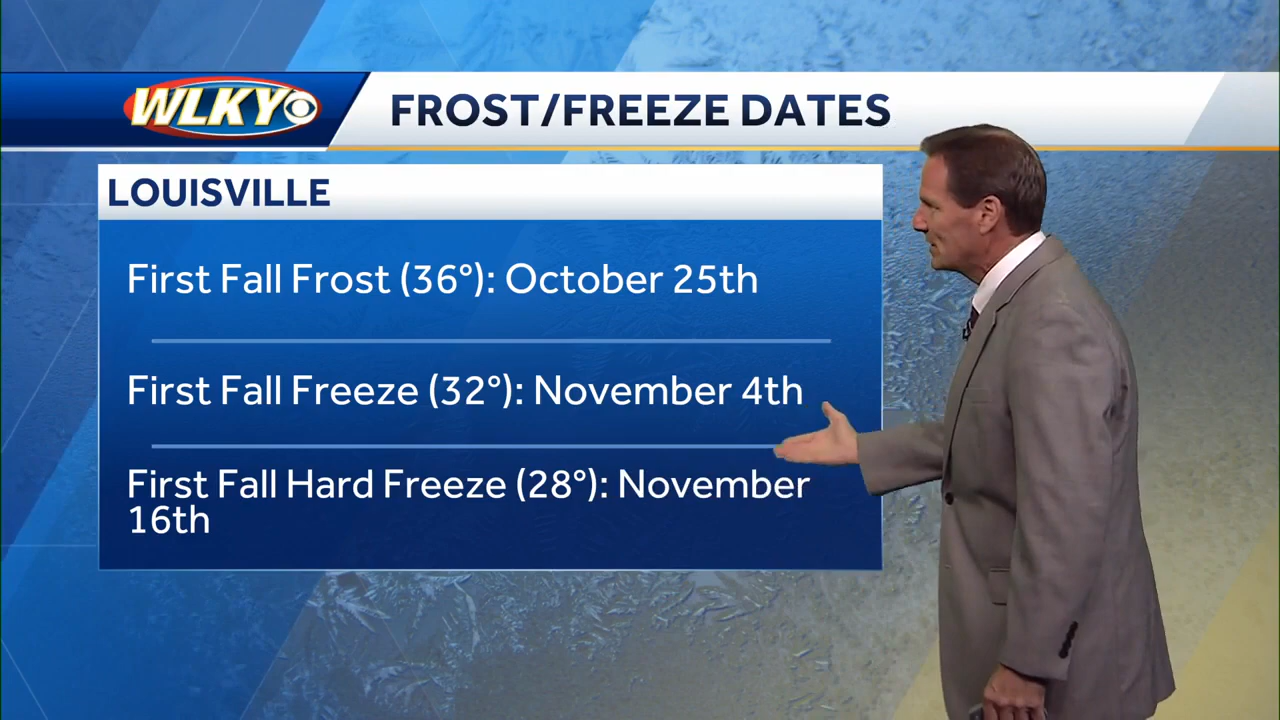 WLKY
FROST/FREEZE DATES
LOUISVILLE
First Fall Frost (36°): October 25th
First Fall Freeze (32°): November 4th
First Fall Hard Freeze (28°): November
16th